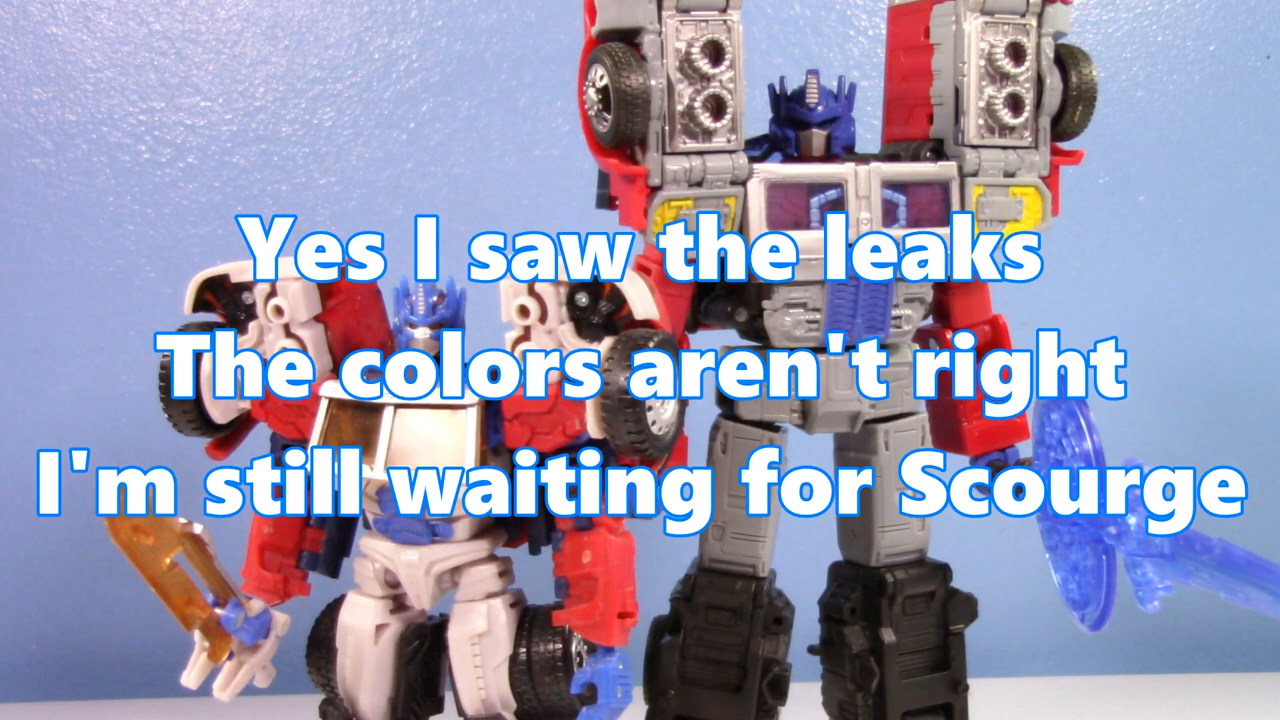 Yes I saw the leaks
The colors aren't right
I'm still waiting for Scourge